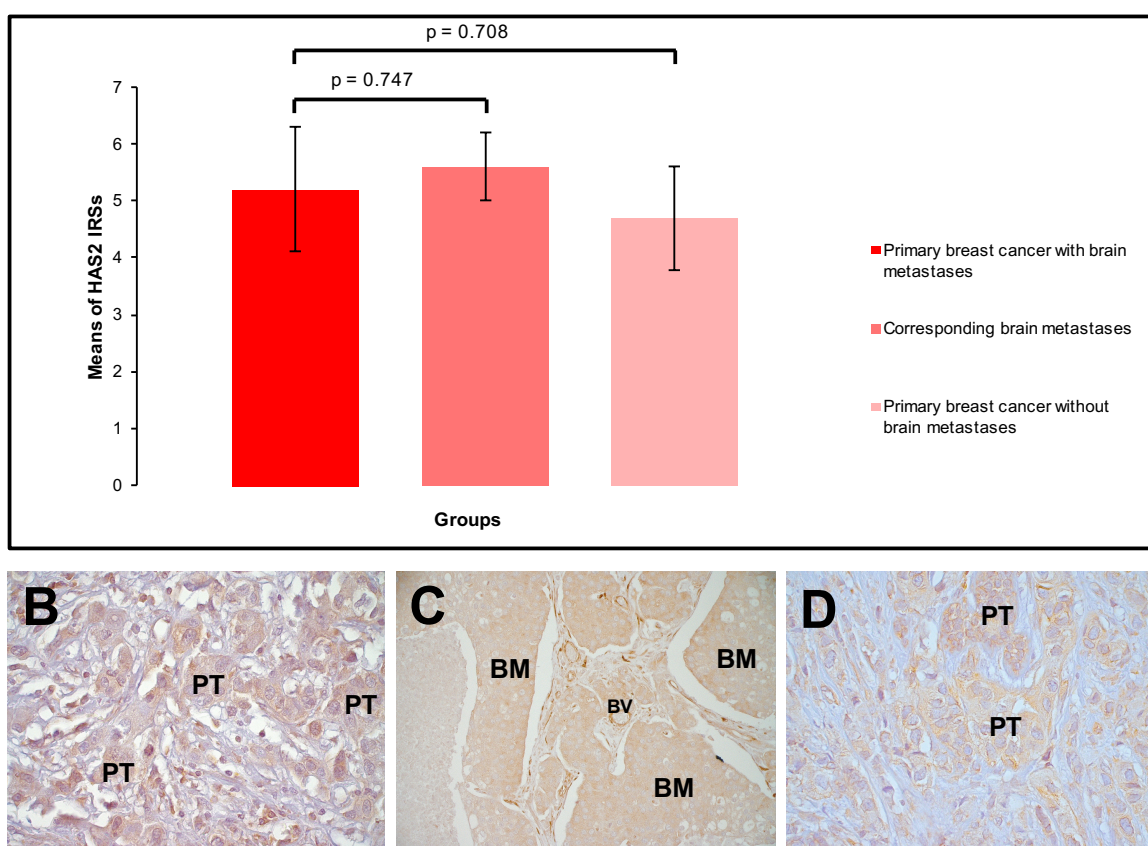 p = 0.708
p = 0.747
7
6
5
4
3
2
1
0
Means of HAS2 IRSs
Groups
Primary breast cancer with brain
metastases
Corresponding brain metastases
Primary breast cancer without
brain metastases
B
PT
PT
PT
C
BM
BM
BV
BM
D
PT
PT